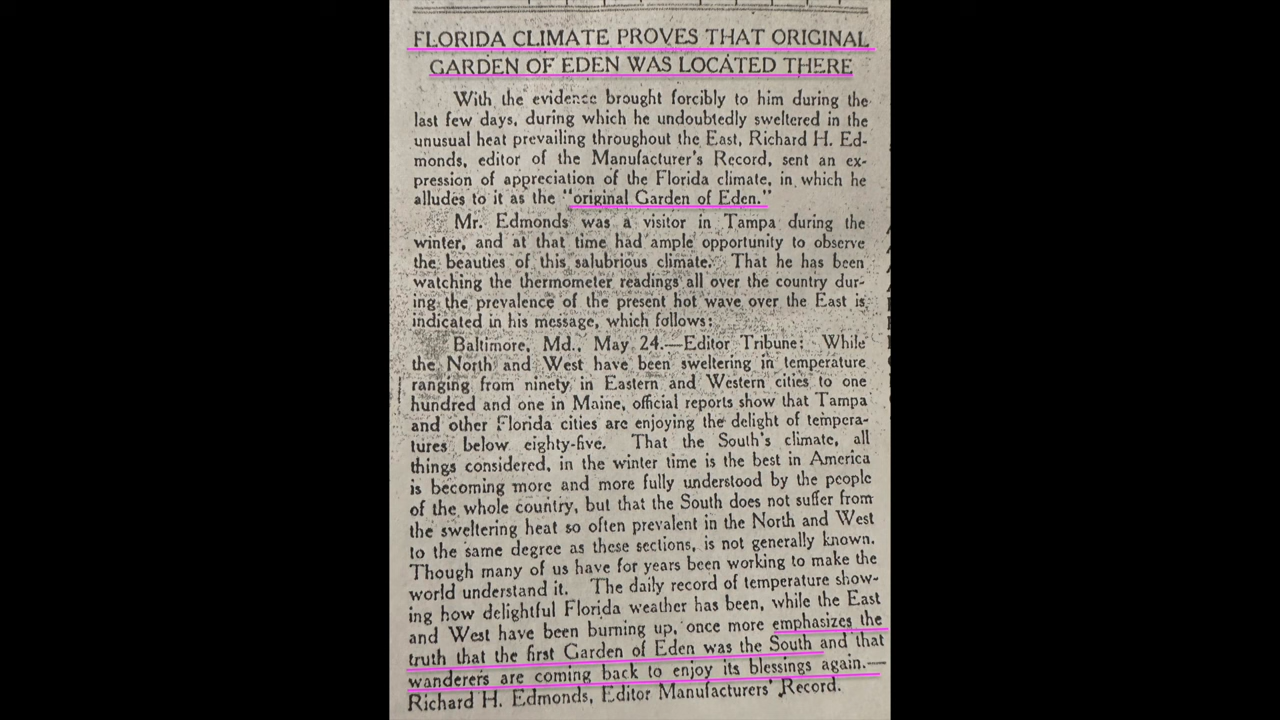 FLORIDA CLIMATE PROVES THAT ORIGINAL
GARDEN OF EDEN WAS LOCATED THERE
With the evidence brought forcibly to him during the
last few days, during which he undoubtedly sweltered in the
unusual heat prevailing throughout the East, Richard H. Ed-
monds, editor of the Manufacturer's Record, sent an ex-
pression of appreciation of the Florida climate, in which he
alludes to it as the "original Garden of Eden."
Mr. Edmonds was a visitor in Tampa during the
winter, and at that time had ample opportunity to observe
the beauties of this salubrious climate. That he has been
watching the thermometer readings all over the country dur-
ing the prevalence of the present hot wave over the East is
indicated in his message, which follows:
Baltimore, Md., May 24.—Editor Tribune: While
the North and West have been sweltering in temperature
ranging from ninety in Eastern and Western cities to one
hundred and one in Maine, official reports show that Tampa
and other Florida cities are enjoying the delight of tempera-
tures below eighty-five. That the South's climate, all
things considered, in the winter time is the best in America
is becoming more and more fully understood by the people
of the whole country, but that the South does not suffer from
the sweltering heat so often prevalent in the North and West
to the same degree as these sections, is not generally known.
Though many of us have for years been working to make the
world understand it. The daily record of temperature show-
ing how delightful Florida weather has been, while the East
and West have been burning up, once more emphasizes the
truth that the first Garden of Eden was the South and that
wanderers are coming back to enjoy its blessings again.—
Richard H. Edmonds, Editor Manufacturers' Record.